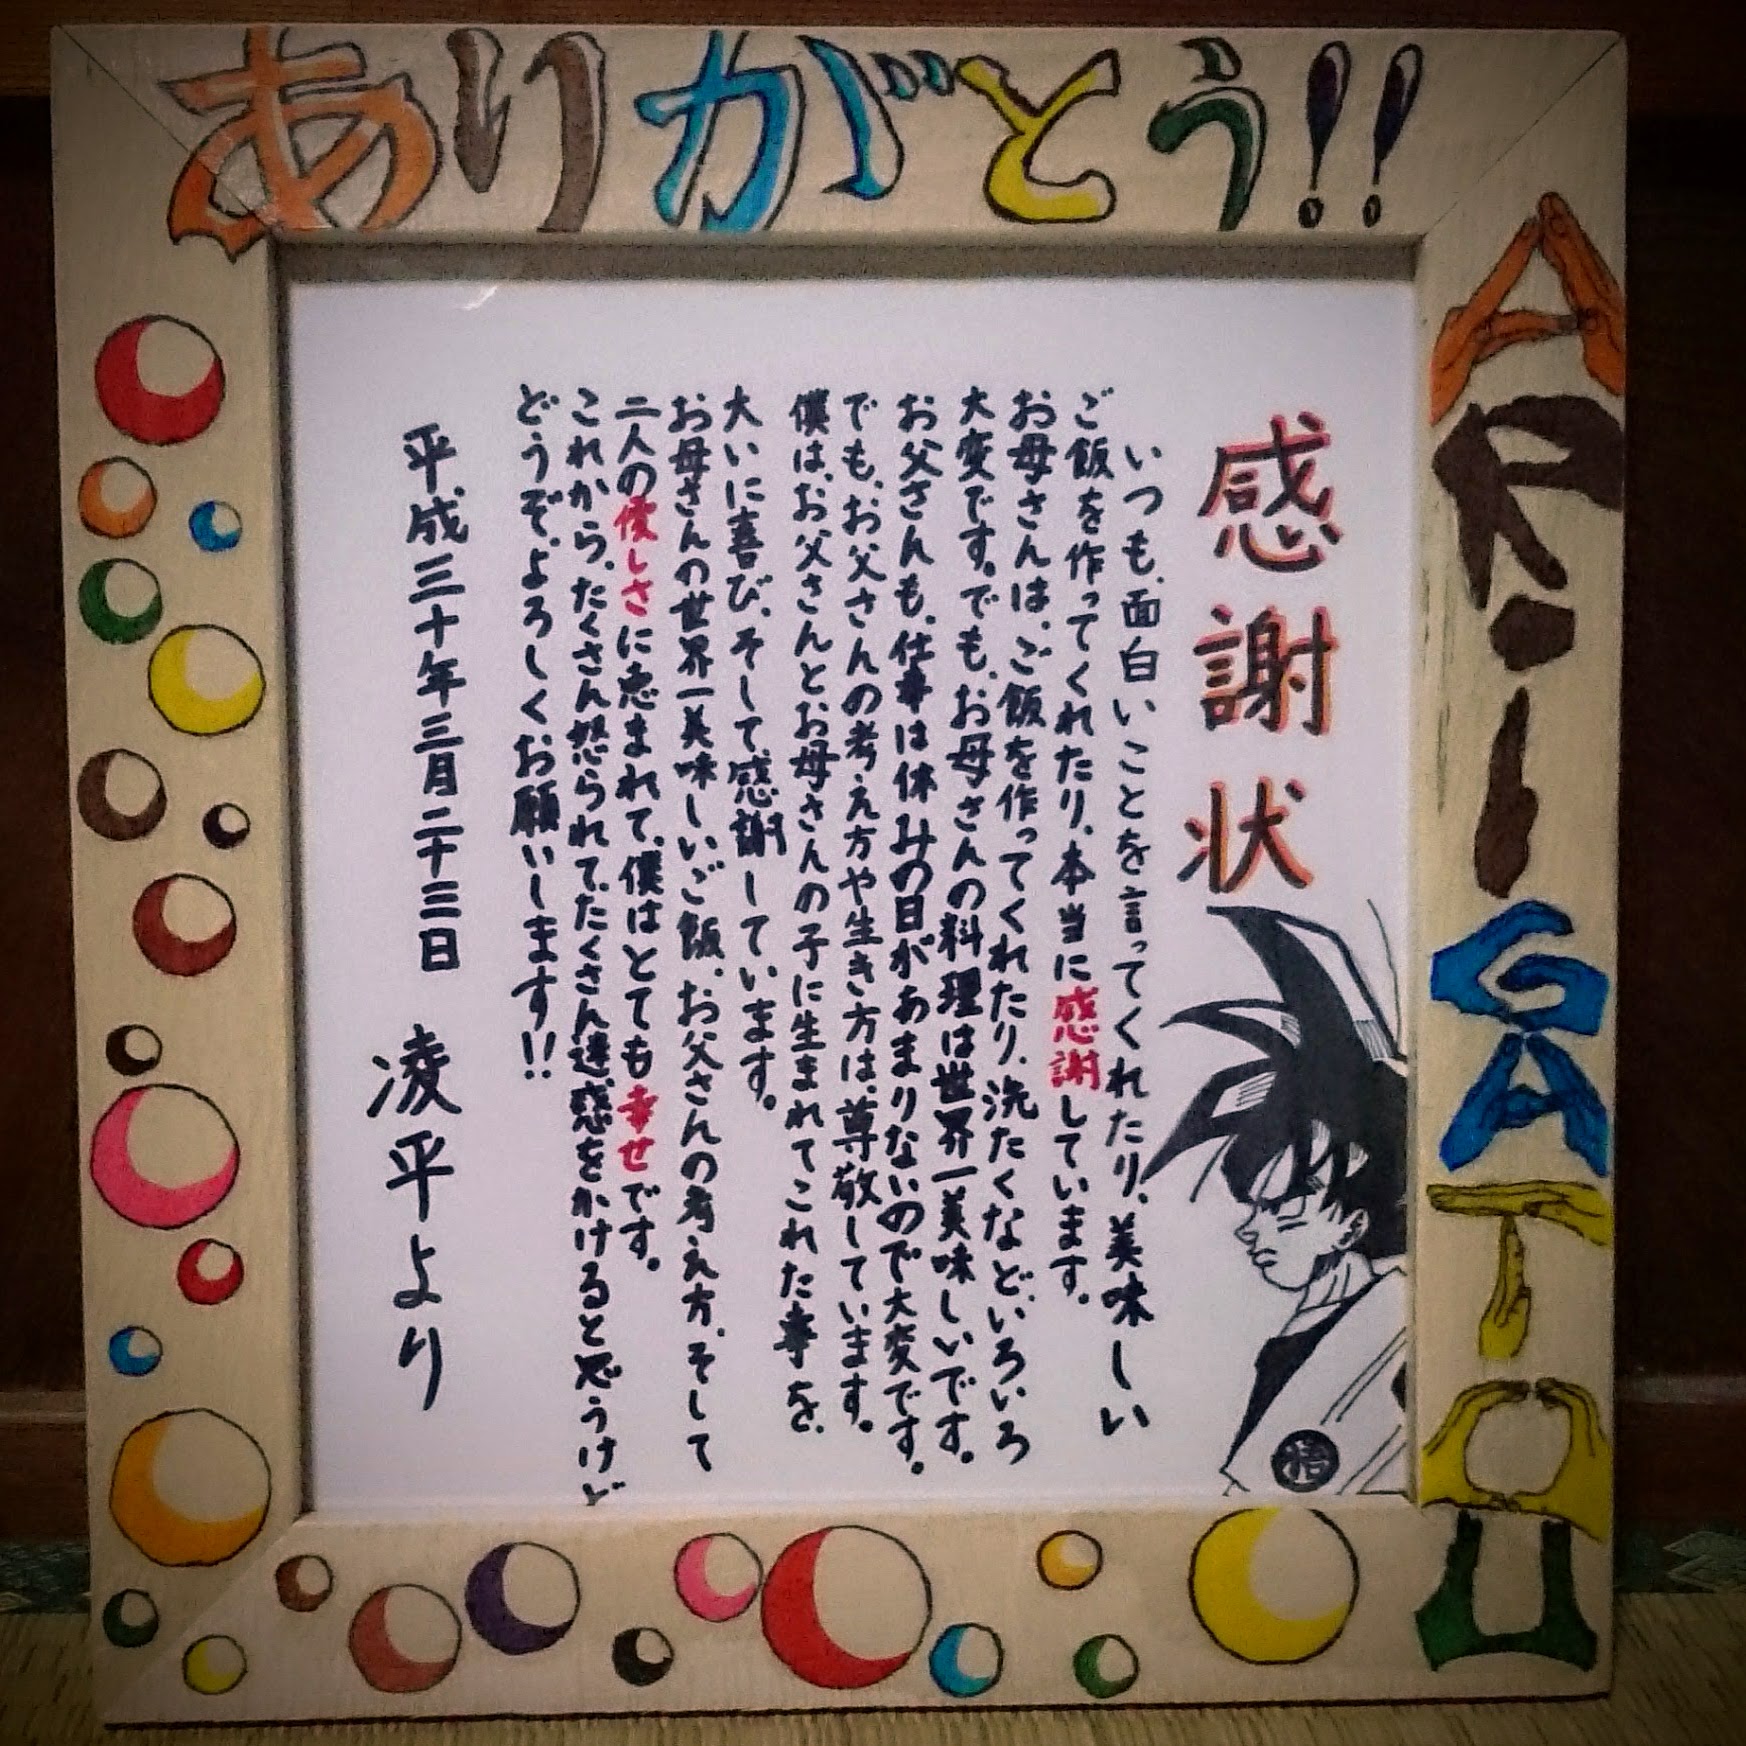 ありがとう!!
ARIGATOU
感謝状
いつも、面白いことを言ってくれたり、美味しい
ご飯を作ってくれたり、本当に感謝しています。
お母さんは、ご飯を作ってくれたり、洗たくなどいろいろ
大変です。でも、お母さんの料理は世界一美味しいです。
お父さんも、仕事は休みの日があまりないので大変です。
でも、お父さんの考え方や生き方は、尊敬しています。
僕は、お父さんとお母さんの子に生まれてこれた事を、
大いに喜び、そして感謝しています。
お母さんの世界一美味しいご飯、お父さんの考え方、そして
二人の優しさに恵まれて、僕はとても幸せです。
これから、たくさん怒られて、たくさん迷惑をかけると思うけど
どうぞ、よろしくお願いします!!
平成三十年三月二十三日
凌平より
悟